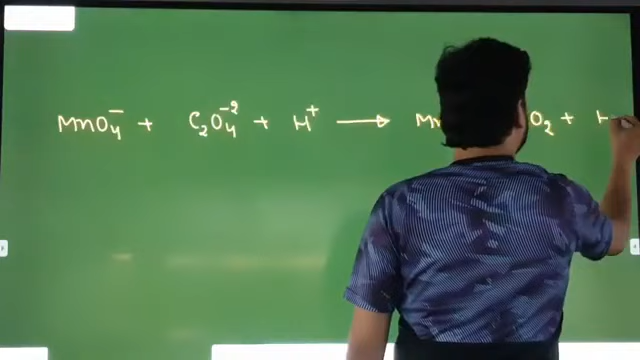 MnO₄⁻ + C₂O₄⁻² + H⁺ ⟶ Mn O₂ + H